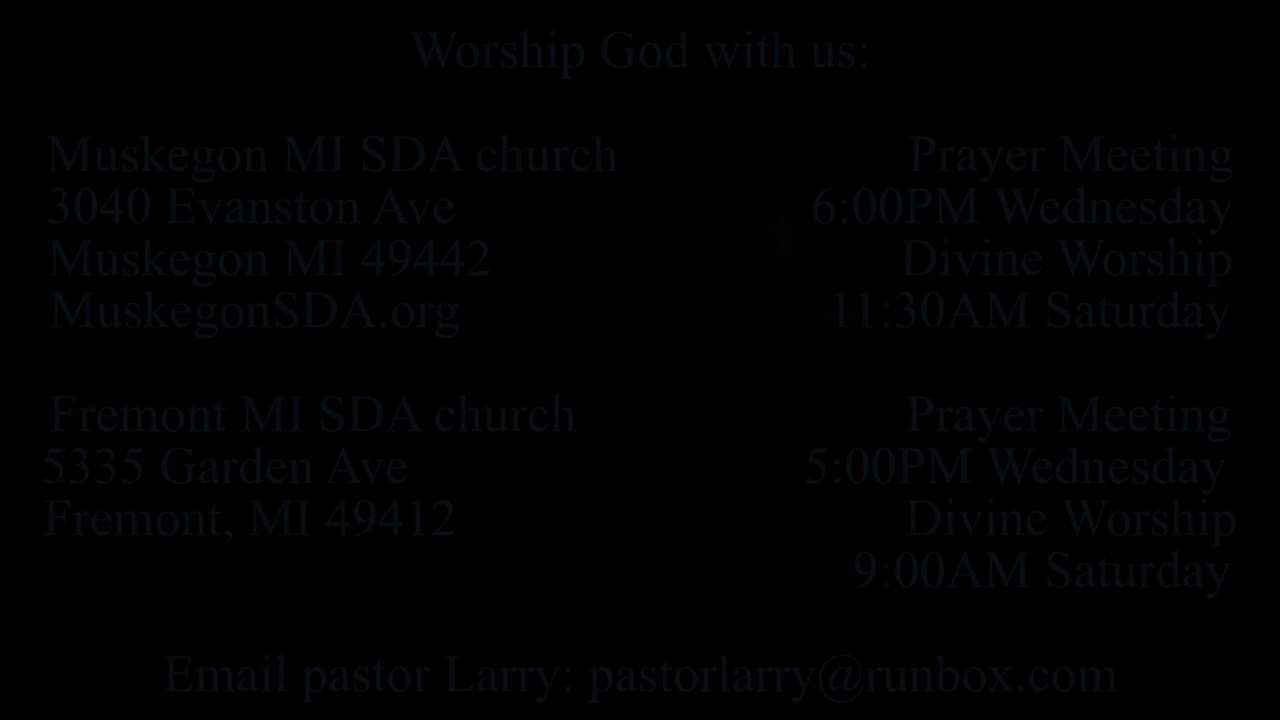 Worship God with us:
Muskegon MI SDA church
3040 Evanston Ave
Muskegon MI 49442
MuskegonSDA.org
Prayer Meeting
6:00PM Wednesday
Divine Worship
11:30AM Saturday
Fremont MI SDA church
5335 Garden Ave
Fremont, MI 49412
Prayer Meeting
5:00PM Wednesday
Divine Worship
9:00AM Saturday
Email pastor Larry: pastorlarry@runbox.com